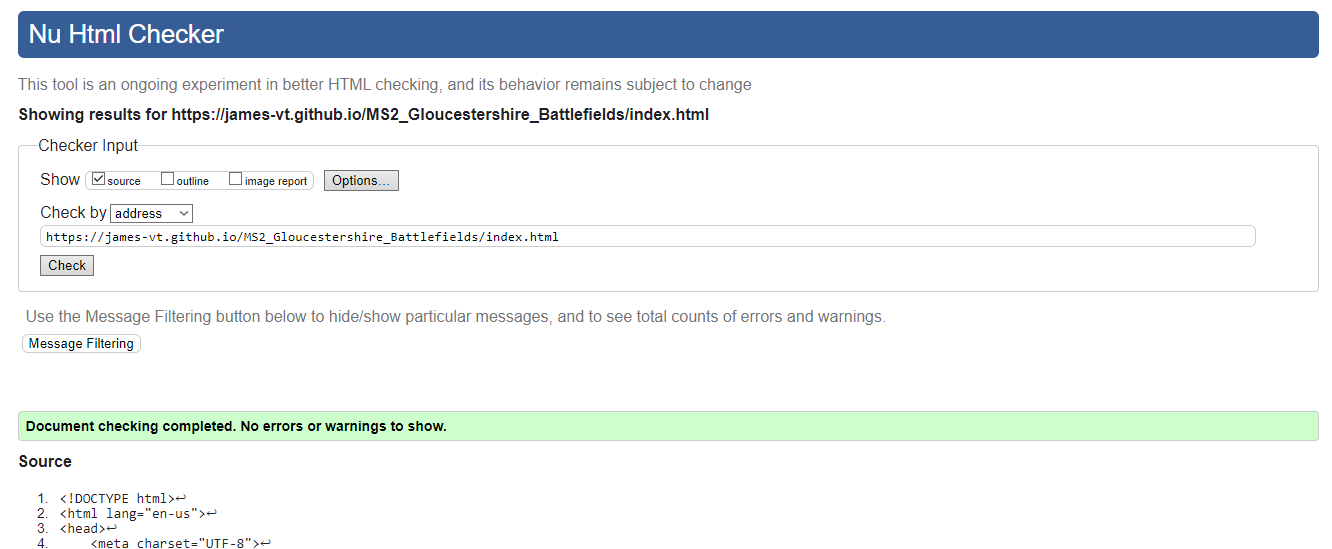 Nu Html Checker
This tool is an ongoing experiment in better HTML checking, and its behavior remains subject to change
Showing results for https://james-vt.github.io/MS2_Gloucestershire_Battlefields/index.html
Checker Input
Show source outline image report Options...
Check by address
https://james-vt.github.io/MS2_Gloucestershire_Battlefields/index.html
Check
Use the Message Filtering button below to hide/show particular messages, and to see total counts of errors and warnings.
Message Filtering
Document checking completed. No errors or warnings to show.
Source
1. <!DOCTYPE html>↩
2. <html lang="en-us">↩
3. <head>↩
4. <meta charset="UTF-8">↩